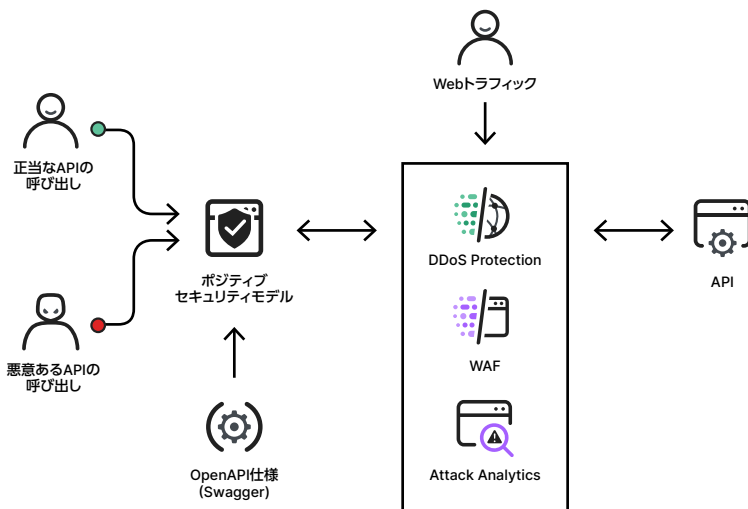 Webトラフィック
正当なAPIの
呼び出し
ポジティブ
セキュリティモデル
悪意あるAPIの
呼び出し
OpenAPI仕様
(Swagger)
DDoS Protection
WAF
Attack Analytics
API